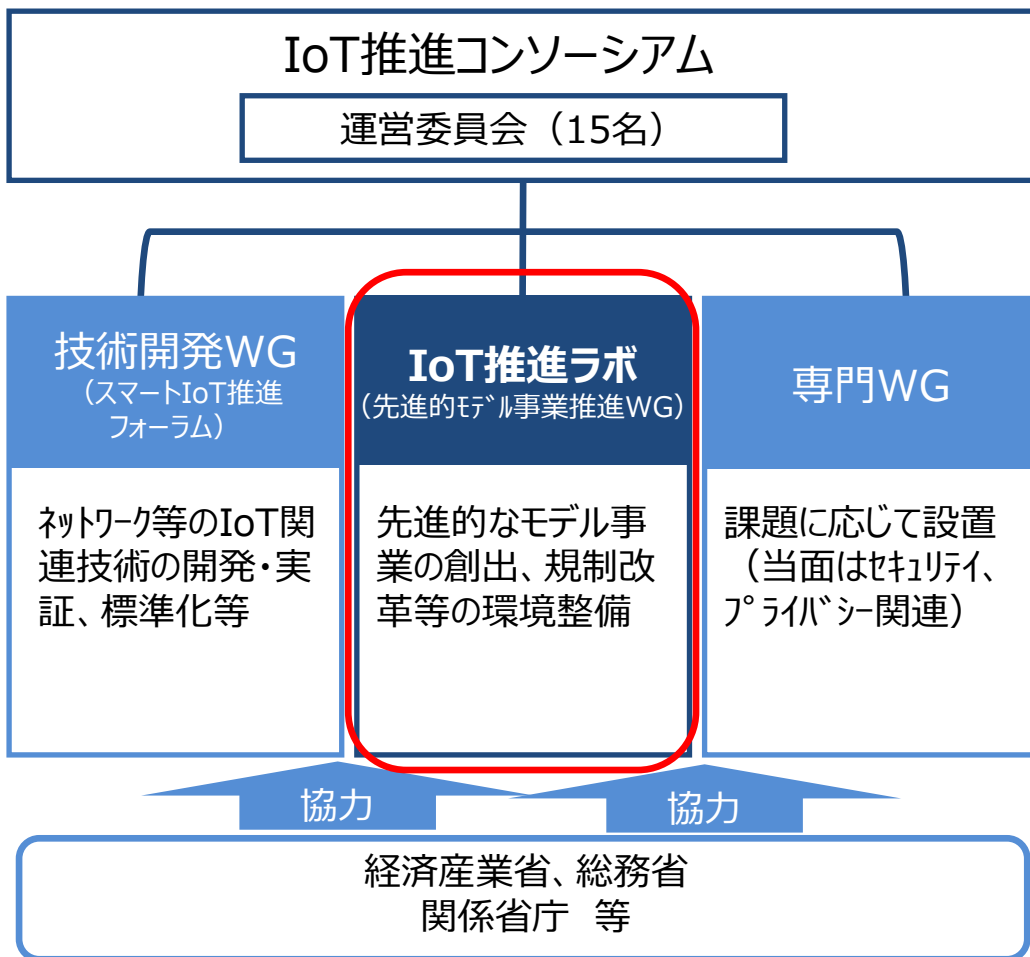 IoT推進コンソーシアム
運営委員会（15名）
技術開発WG
（スマートIoT推進
フォーラム）
ﾈｯﾄﾜｰｸ等のIoT関
連技術の開発・実
証、標準化等
IoT推進ラボ
（先進的ﾓﾃﾞﾙ事業推進WG）
先進的なモデル事
業の創出、規制改
革等の環境整備
専門WG
課題に応じて設置
（当面はｾｷｭﾘﾃｲ、
ﾌﾟﾗｲﾊﾞｼｰ関連）
協力
協力
経済産業省、総務省
関係省庁　等